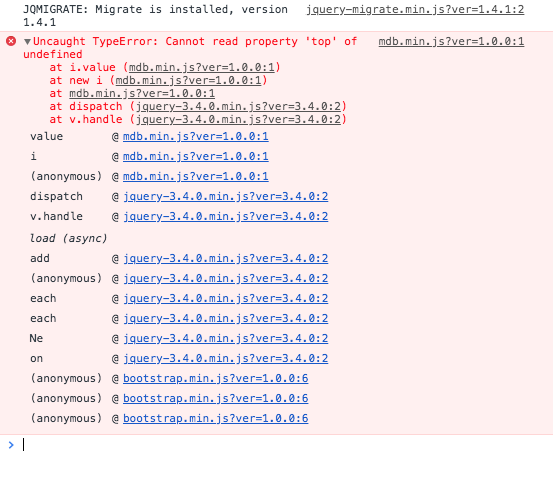 JQMIGRATE: Migrate is installed, version jquery-migrate.min.js?ver=1.4.1:2
1.4.1
Uncaught TypeError: Cannot read property 'top' of mdb.min.js?ver=1.0.0:1
undefined
at i.value (mdb.min.js?ver=1.0.0:1)
at new i (mdb.min.js?ver=1.0.0:1)
at mdb.min.js?ver=1.0.0:1
at dispatch (jquery-3.4.0.min.js?ver=3.4.0:2)
at v.handle (jquery-3.4.0.min.js?ver=3.4.0:2)
value @ mdb.min.js?ver=1.0.0:1
i @ mdb.min.js?ver=1.0.0:1
(anonymous) @ mdb.min.js?ver=1.0.0:1
dispatch @ jquery-3.4.0.min.js?ver=3.4.0:2
v.handle @ jquery-3.4.0.min.js?ver=3.4.0:2
load (async)
add @ jquery-3.4.0.min.js?ver=3.4.0:2
(anonymous) @ jquery-3.4.0.min.js?ver=3.4.0:2
each @ jquery-3.4.0.min.js?ver=3.4.0:2
each @ jquery-3.4.0.min.js?ver=3.4.0:2
Ne @ jquery-3.4.0.min.js?ver=3.4.0:2
on @ jquery-3.4.0.min.js?ver=3.4.0:2
(anonymous) @ bootstrap.min.js?ver=1.0.0:6
(anonymous) @ bootstrap.min.js?ver=1.0.0:6
(anonymous) @ bootstrap.min.js?ver=1.0.0:6